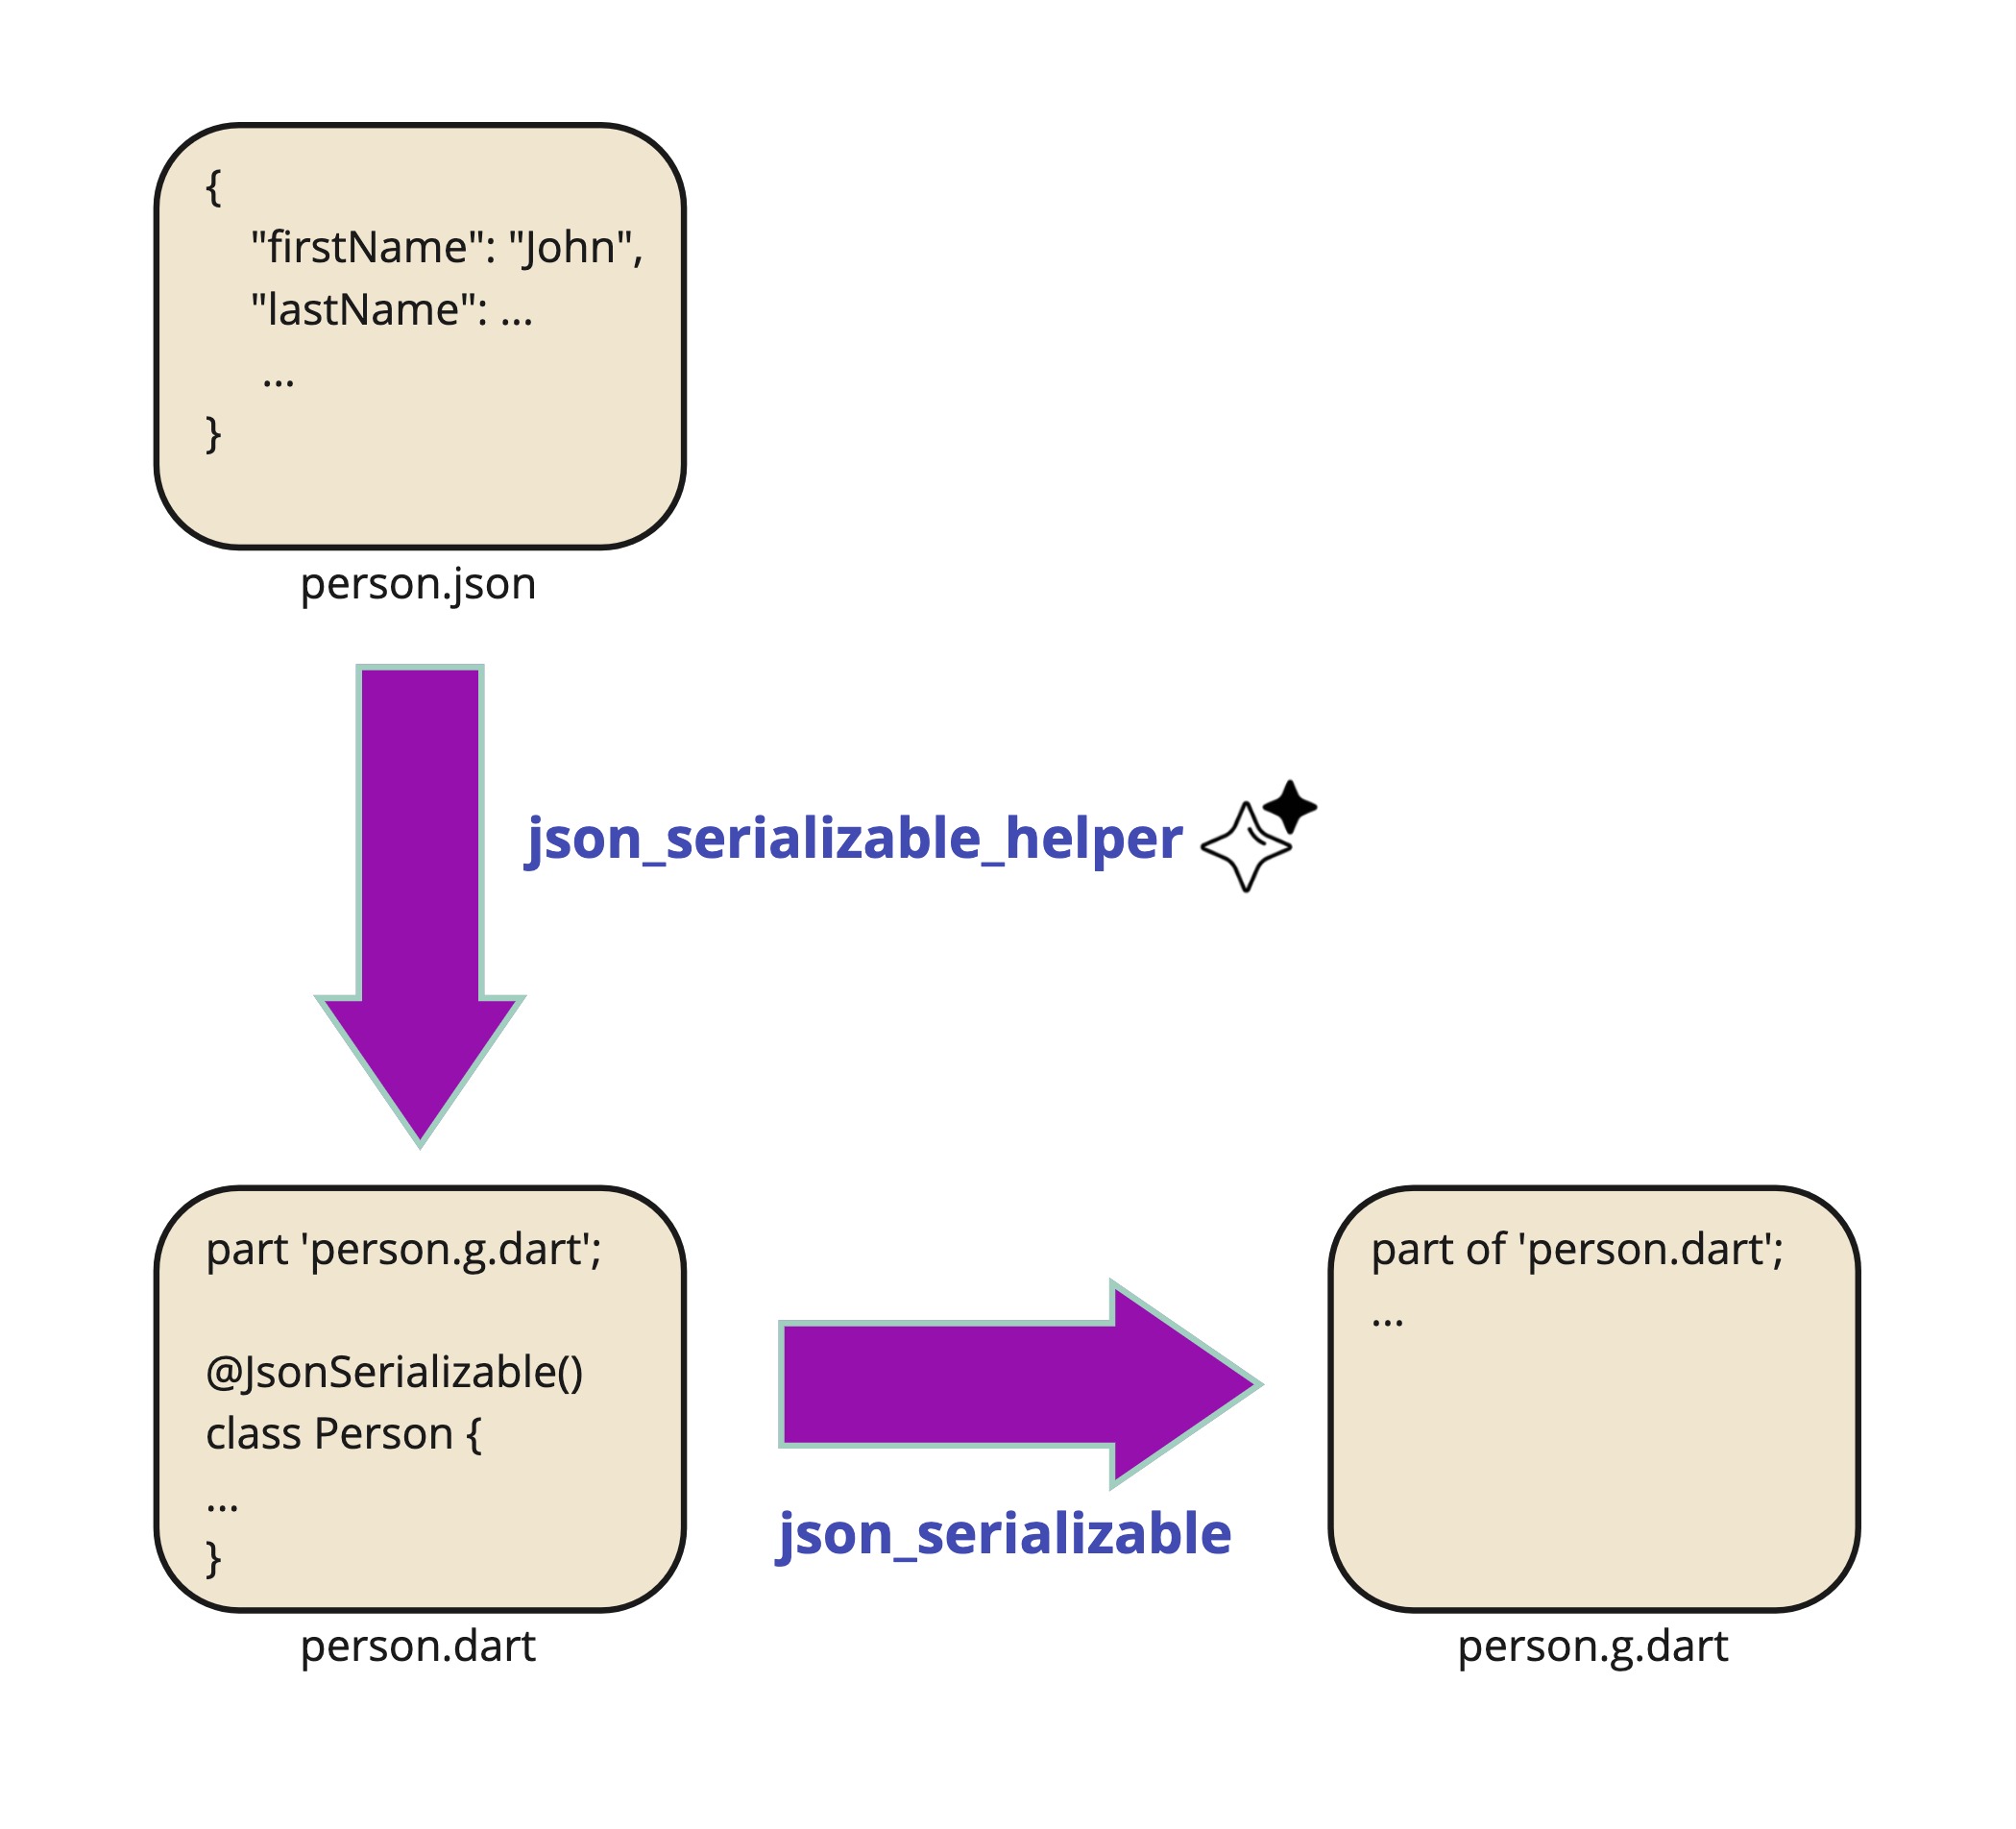 {
"firstName": "John",
"lastName": ...
...
}
person.json
json_serializable_helper
part 'person.g.dart';
@JsonSerializable()
class Person {
...
}
person.dart
json_serializable
part of 'person.dart';
...
person.g.dart